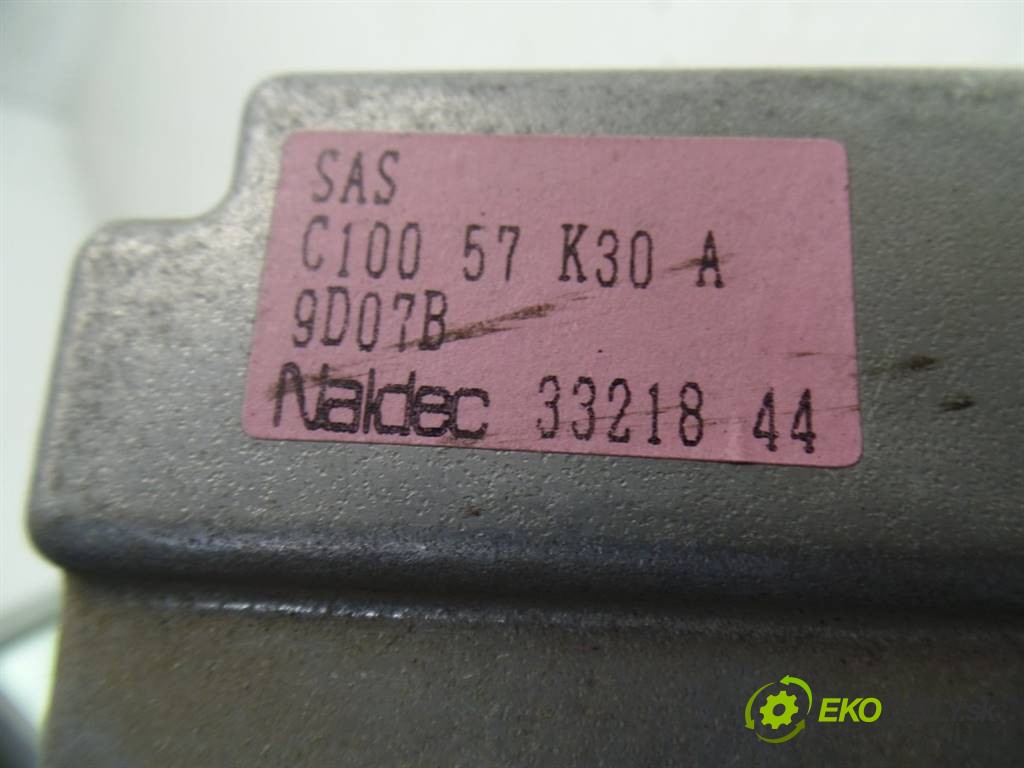 SAS
C100 57 K30 A
9D07B
Naldec 33218 44
EKO